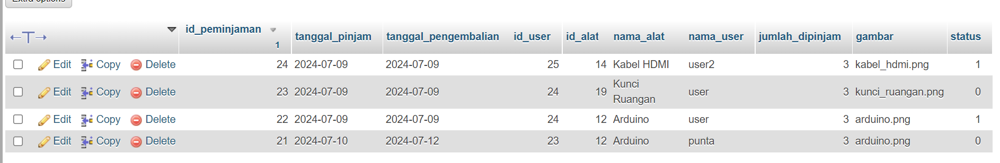 Extra options
id_peminjaman 1 tanggal_pinjam tanggal_pengembalian id_user id_alat nama_alat nama_user jumlah_dipinjam gambar status
Edit Copy Delete 24 2024-07-09 2024-07-09 25 14 Kabel HDMI user2 3 kabel_hdmi.png 1
Edit Copy Delete 23 2024-07-09 2024-07-09 24 19 Kunci Ruangan user 3 kunci_ruangan.png 0
Edit Copy Delete 22 2024-07-09 2024-07-09 24 12 Arduino user 3 arduino.png 1
Edit Copy Delete 21 2024-07-10 2024-07-12 23 12 Arduino punta 3 arduino.png 0